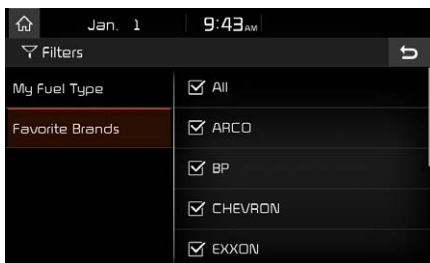 Jan. 1 9:43AM
Filters
My Fuel Type
All
Favorite Brands
ARCO
BP
CHEVRON
EXXON